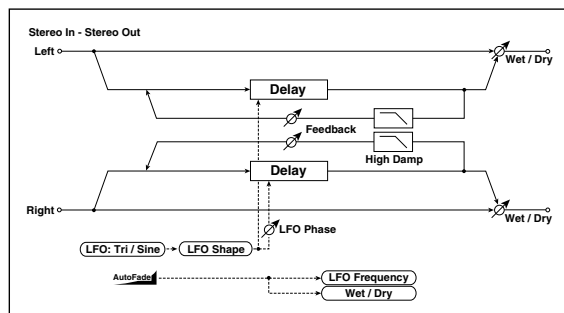 Stereo In - Stereo Out
Left
Wet / Dry
Delay
Feedback
High Damp
Delay
Right
Wet / Dry
LFO Phase
LFO: Tri / Sine
LFO Shape
AutoFade
LFO Frequency
Wet / Dry